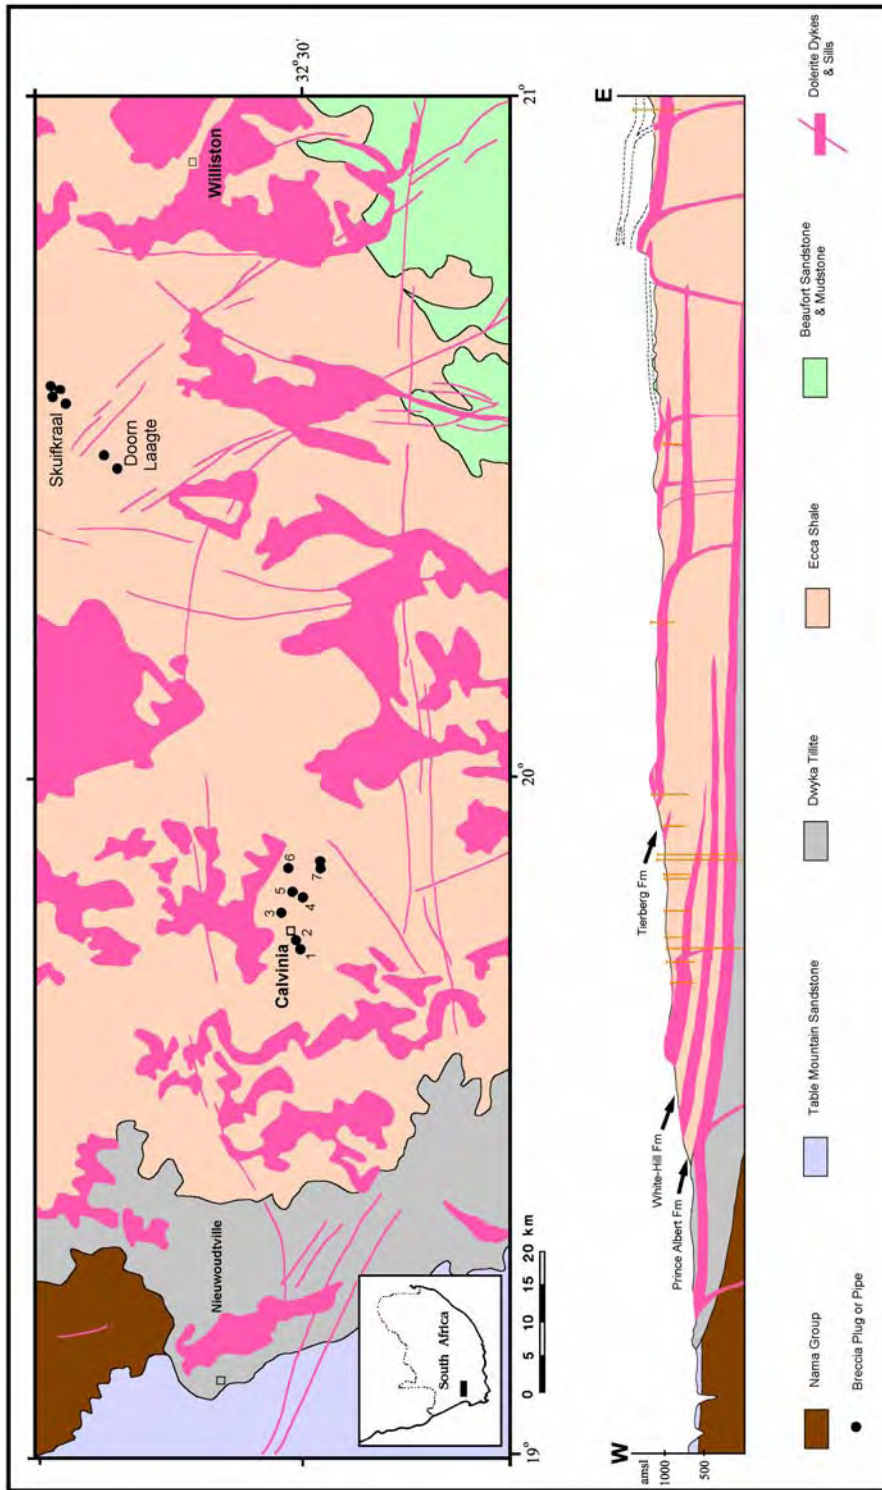 32°30'
21°
20°
19°
Williston
Skuifkraal
Doorn
Laagte
Calvinia
1
2
3
4
5
6
7
Nieuwoudtville
South Africa
0 5 10 15 20 km
W
E
amsl
1000
500
Prince Albert Fm
White-Hill Fm
Tierberg Fm
Nama Group
Table Mountain Sandstone
Dwyka Tillite
Ecca Shale
Beaufort Sandstone
& Mudstone
Dolerite Dykes
& Sills
Breccia Plug or Pipe